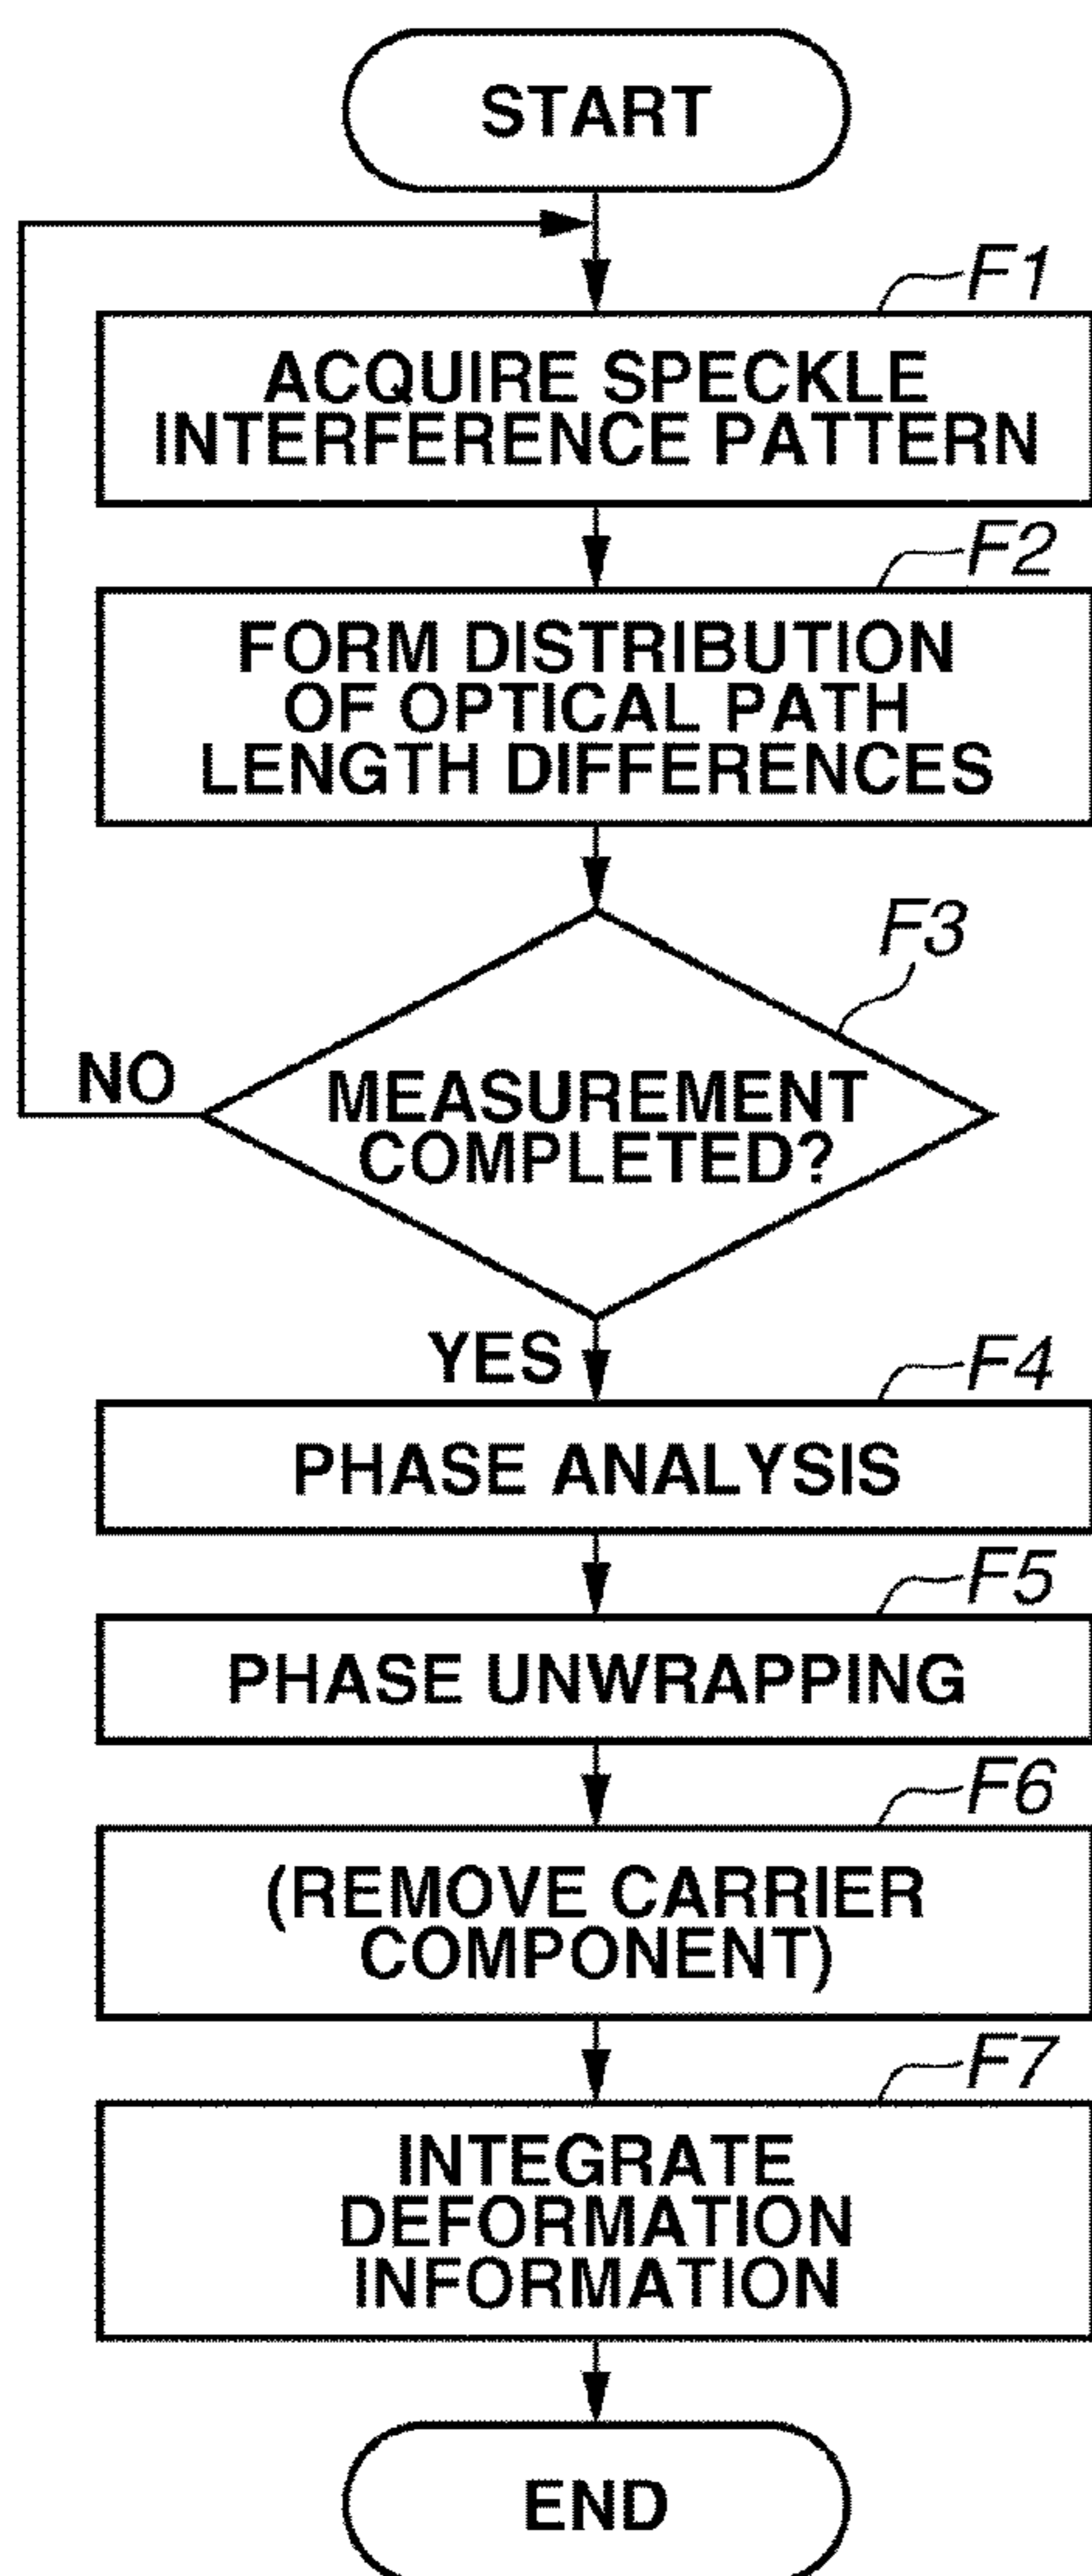 START
F1
ACQUIRE SPECKLE
INTERFERENCE PATTERN
F2
FORM DISTRIBUTION
OF OPTICAL PATH
LENGTH DIFFERENCES
F3
NO
MEASUREMENT
COMPLETED?
YES
F4
PHASE ANALYSIS
F5
PHASE UNWRAPPING
F6
(REMOVE CARRIER
COMPONENT)
F7
INTEGRATE
DEFORMATION
INFORMATION
END